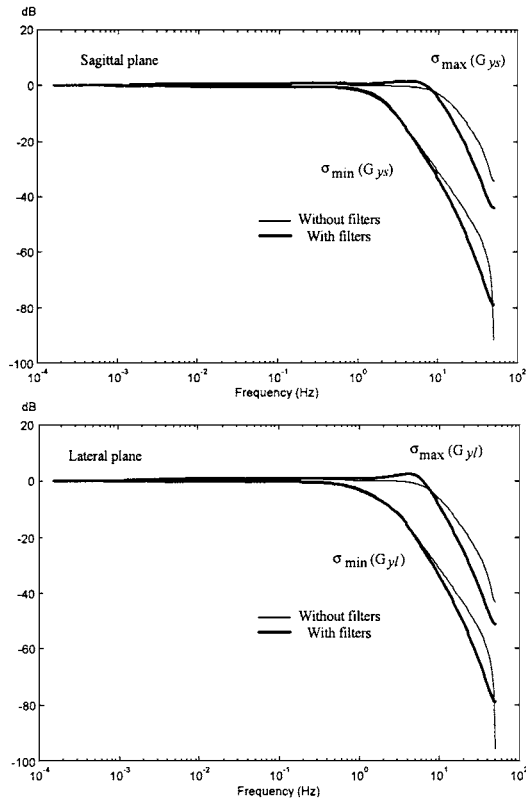 dB
20
Sagittal plane
σmax(Gys)
0
-20
σmin(Gys)
-40
Without filters
With filters
-60
-80
-100
10-4 10-3 10-2 10-1 100 101 102
Frequency (Hz)
dB
20
Lateral plane
σmax(Gyl)
0
-20
σmin(Gyl)
-40
Without filters
With filters
-60
-80
-100
10-4 10-3 10-2 10-1 100 101 102
Frequency (Hz)